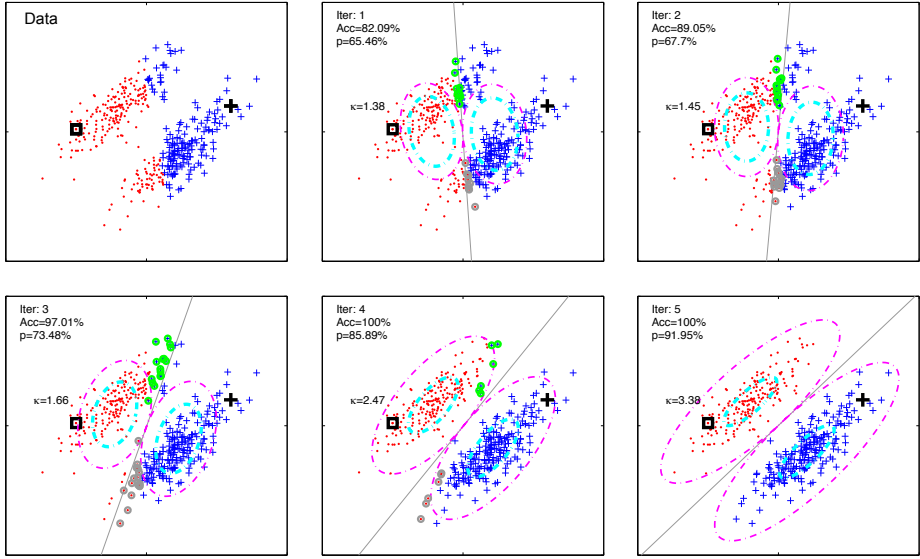 Data
Iter: 1
Acc=82.09%
p=65.46%
κ=1.38
Iter: 2
Acc=89.05%
p=67.7%
κ=1.45
Iter: 3
Acc=97.01%
p=73.48%
κ=1.66
Iter: 4
Acc=100%
p=85.89%
κ=2.47
Iter: 5
Acc=100%
p=91.95%
κ=3.38